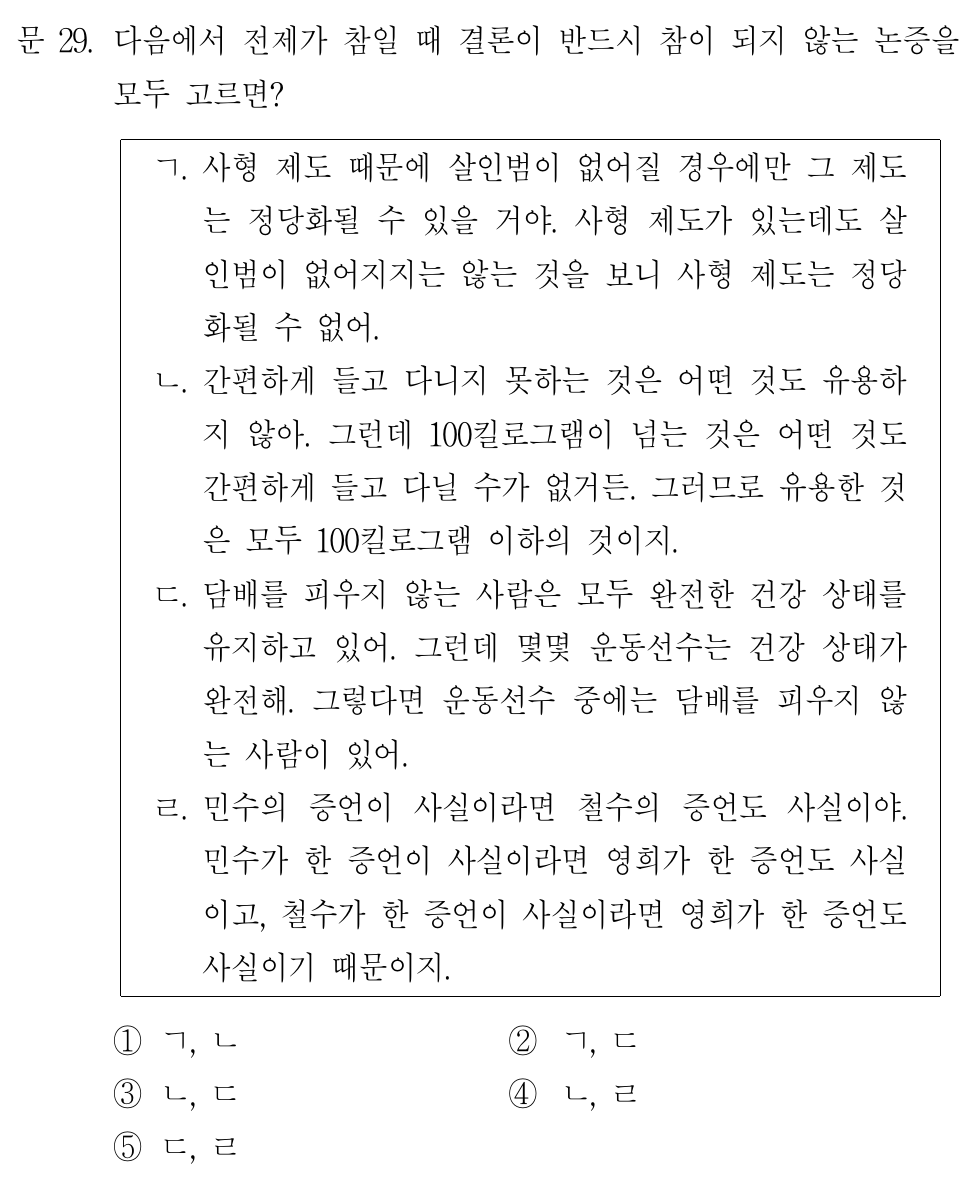 문 29. 다음에서 전제가 참일 때 결론이 반드시 참이 되지 않는 논증을
모두 고르면?
ㄱ. 사형 제도 때문에 살인범이 없어질 경우에만 그 제도
는 정당화될 수 있을 거야. 사형 제도가 있는데도 살
인범이 없어지지는 않는 것을 보니 사형 제도는 정당
화될 수 없어.
ㄴ. 간편하게 들고 다니지 못하는 것은 어떤 것도 유용하
지 않아. 그런데 100킬로그램이 넘는 것은 어떤 것도
간편하게 들고 다닐 수가 없거든. 그러므로 유용한 것
은 모두 100킬로그램 이하의 것이지.
ㄷ. 담배를 피우지 않는 사람은 모두 완전한 건강 상태를
유지하고 있어. 그런데 몇몇 운동선수는 건강 상태가
완전해. 그렇다면 운동선수 중에는 담배를 피우지 않
는 사람이 있어.
ㄹ. 민수의 증언이 사실이라면 철수의 증언도 사실이야.
민수가 한 증언이 사실이라면 영희가 한 증언도 사실
이고, 철수가 한 증언이 사실이라면 영희가 한 증언도
사실이기 때문이지.
① ㄱ, ㄴ ② ㄱ, ㄷ
③ ㄴ, ㄷ ④ ㄴ, ㄹ
⑤ ㄷ, ㄹ